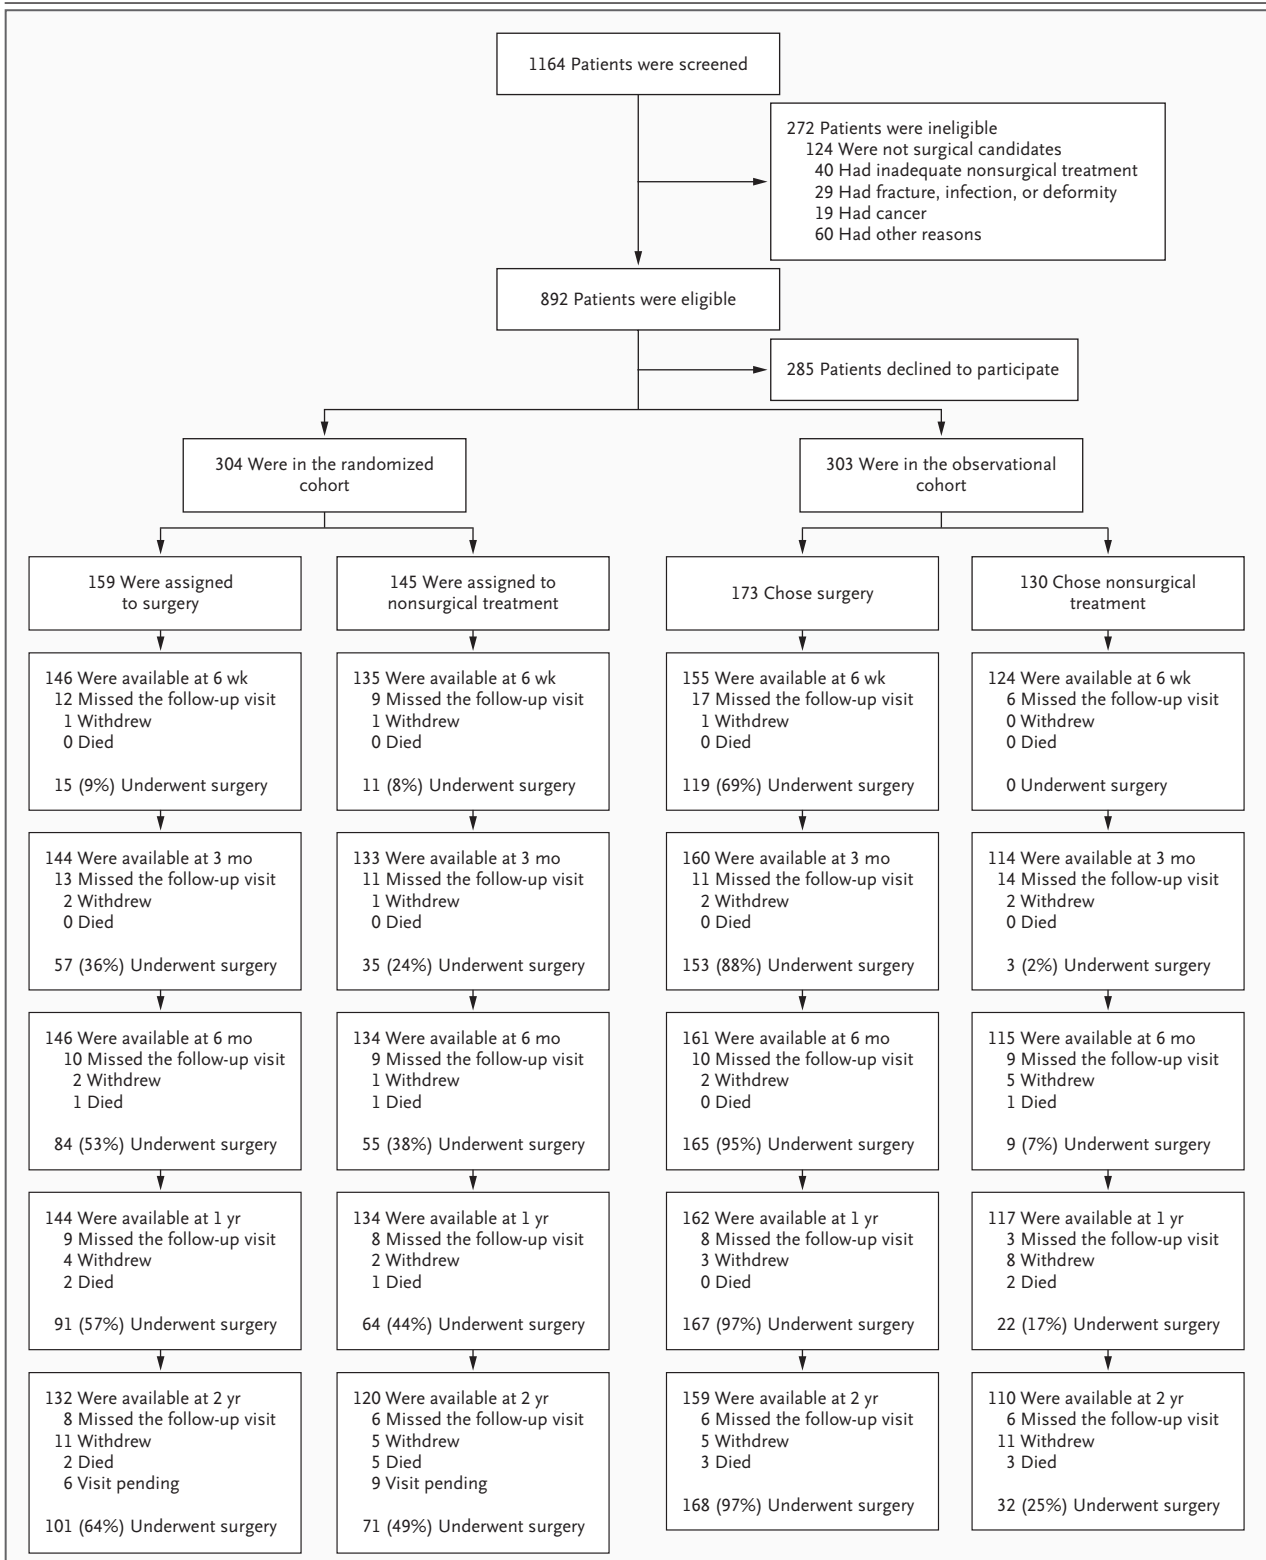 1164 Patients were screened
272 Patients were ineligible
124 Were not surgical candidates
40 Had inadequate nonsurgical treatment
29 Had fracture, infection, or deformity
19 Had cancer
60 Had other reasons
892 Patients were eligible
285 Patients declined to participate
304 Were in the randomized
cohort
303 Were in the observational
cohort
159 Were assigned
to surgery
145 Were assigned to
nonsurgical treatment
173 Chose surgery
130 Chose nonsurgical
treatment
146 Were available at 6 wk
12 Missed the follow-up visit
1 Withdrew
0 Died
15 (9%) Underwent surgery
135 Were available at 6 wk
9 Missed the follow-up visit
1 Withdrew
0 Died
11 (8%) Underwent surgery
155 Were available at 6 wk
17 Missed the follow-up visit
1 Withdrew
0 Died
119 (69%) Underwent surgery
124 Were available at 6 wk
6 Missed the follow-up visit
0 Withdrew
0 Died
0 Underwent surgery
144 Were available at 3 mo
13 Missed the follow-up visit
2 Withdrew
0 Died
57 (36%) Underwent surgery
133 Were available at 3 mo
11 Missed the follow-up visit
1 Withdrew
0 Died
35 (24%) Underwent surgery
160 Were available at 3 mo
11 Missed the follow-up visit
2 Withdrew
0 Died
153 (88%) Underwent surgery
114 Were available at 3 mo
14 Missed the follow-up visit
2 Withdrew
0 Died
3 (2%) Underwent surgery
146 Were available at 6 mo
10 Missed the follow-up visit
2 Withdrew
1 Died
84 (53%) Underwent surgery
134 Were available at 6 mo
9 Missed the follow-up visit
1 Withdrew
1 Died
55 (38%) Underwent surgery
161 Were available at 6 mo
10 Missed the follow-up visit
2 Withdrew
0 Died
165 (95%) Underwent surgery
115 Were available at 6 mo
9 Missed the follow-up visit
5 Withdrew
1 Died
9 (7%) Underwent surgery
144 Were available at 1 yr
9 Missed the follow-up visit
4 Withdrew
2 Died
91 (57%) Underwent surgery
134 Were available at 1 yr
8 Missed the follow-up visit
2 Withdrew
1 Died
64 (44%) Underwent surgery
162 Were available at 1 yr
8 Missed the follow-up visit
3 Withdrew
0 Died
167 (97%) Underwent surgery
117 Were available at 1 yr
3 Missed the follow-up visit
8 Withdrew
2 Died
22 (17%) Underwent surgery
132 Were available at 2 yr
8 Missed the follow-up visit
11 Withdrew
2 Died
6 Visit pending
101 (64%) Underwent surgery
120 Were available at 2 yr
6 Missed the follow-up visit
5 Withdrew
5 Died
9 Visit pending
71 (49%) Underwent surgery
159 Were available at 2 yr
6 Missed the follow-up visit
5 Withdrew
3 Died
168 (97%) Underwent surgery
110 Were available at 2 yr
6 Missed the follow-up visit
11 Withdrew
3 Died
32 (25%) Underwent surgery